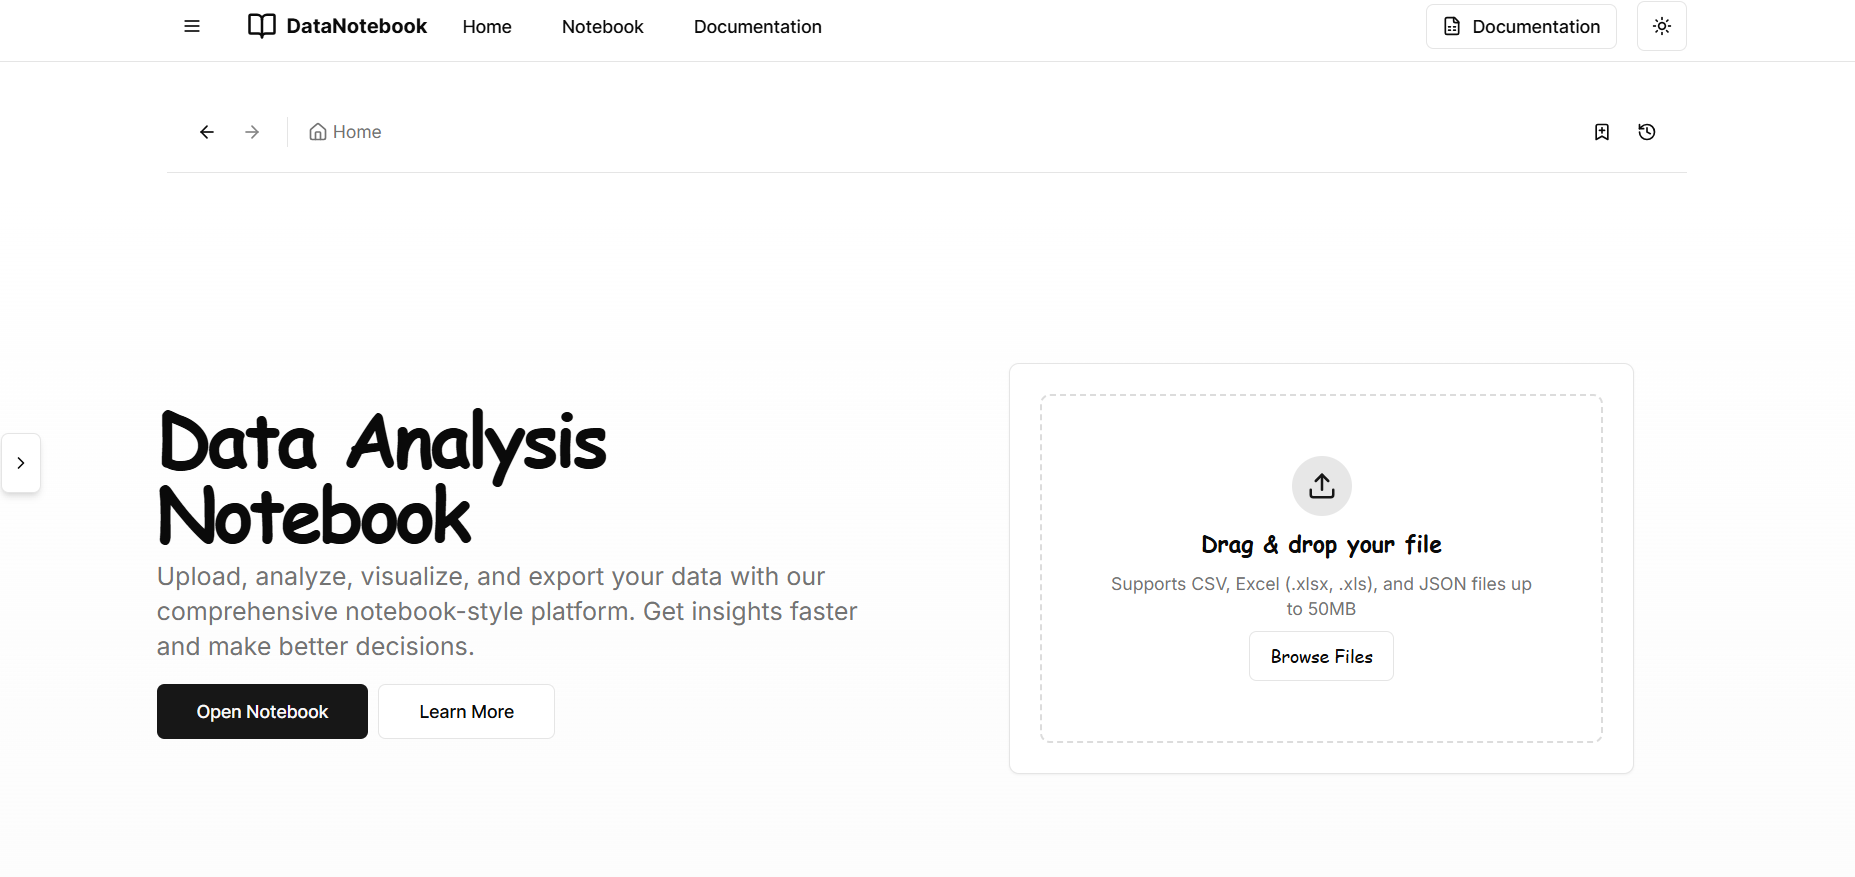 DataNotebook Home Notebook Documentation Documentation
Home
Data Analysis
Notebook
Upload, analyze, visualize, and export your data with our
comprehensive notebook-style platform. Get insights faster
and make better decisions.
Open Notebook Learn More
Drag & drop your file
Supports CSV, Excel (.xlsx, .xls), and JSON files up
to 50MB
Browse Files